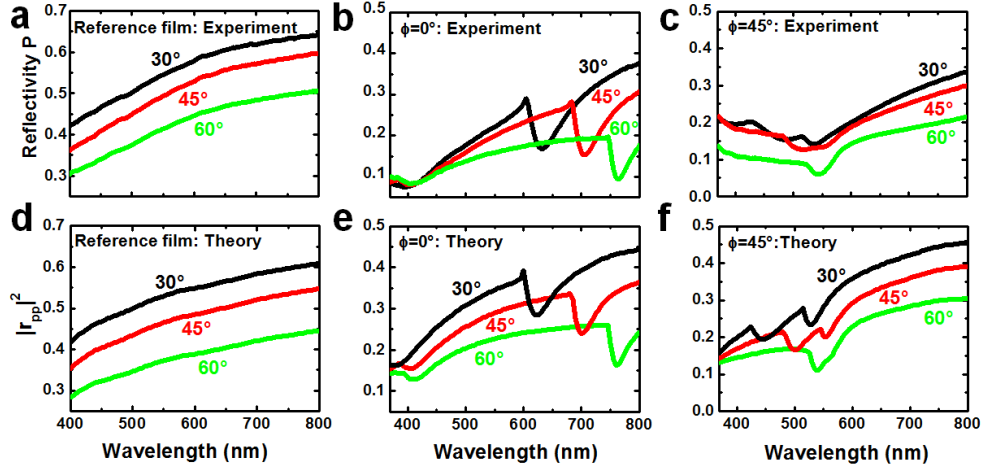 a
Reference film: Experiment
30°
45°
60°
0.7
0.6
0.5
0.4
0.3
Reflectivity P
b
ϕ=0°: Experiment
30°
45°
60°
0.5
0.4
0.3
0.2
0.1
c
ϕ=45°: Experiment
30°
45°
60°
0.5
0.4
0.3
0.2
0.1
0.0
d
Reference film: Theory
30°
45°
60°
0.7
0.6
0.5
0.4
0.3
|rpp|²
400 500 600 700 800
Wavelength (nm)
e
ϕ=0°: Theory
30°
45°
60°
0.5
0.4
0.3
0.2
0.1
400 500 600 700 800
Wavelength (nm)
f
ϕ=45°:Theory
30°
45°
60°
0.5
0.4
0.3
0.2
0.1
0.0
400 500 600 700 800
Wavelength (nm)